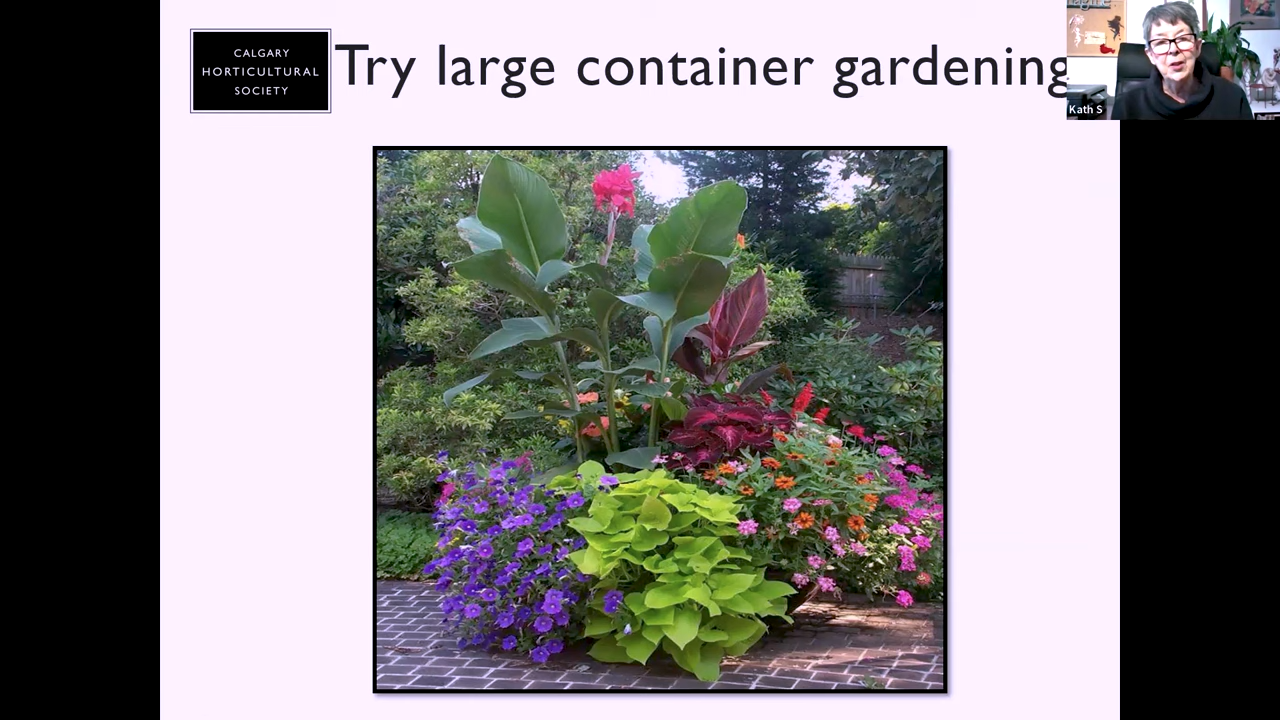 CALGARY
HORTICULTURAL
SOCIETY
Try large container gardening
Kath S